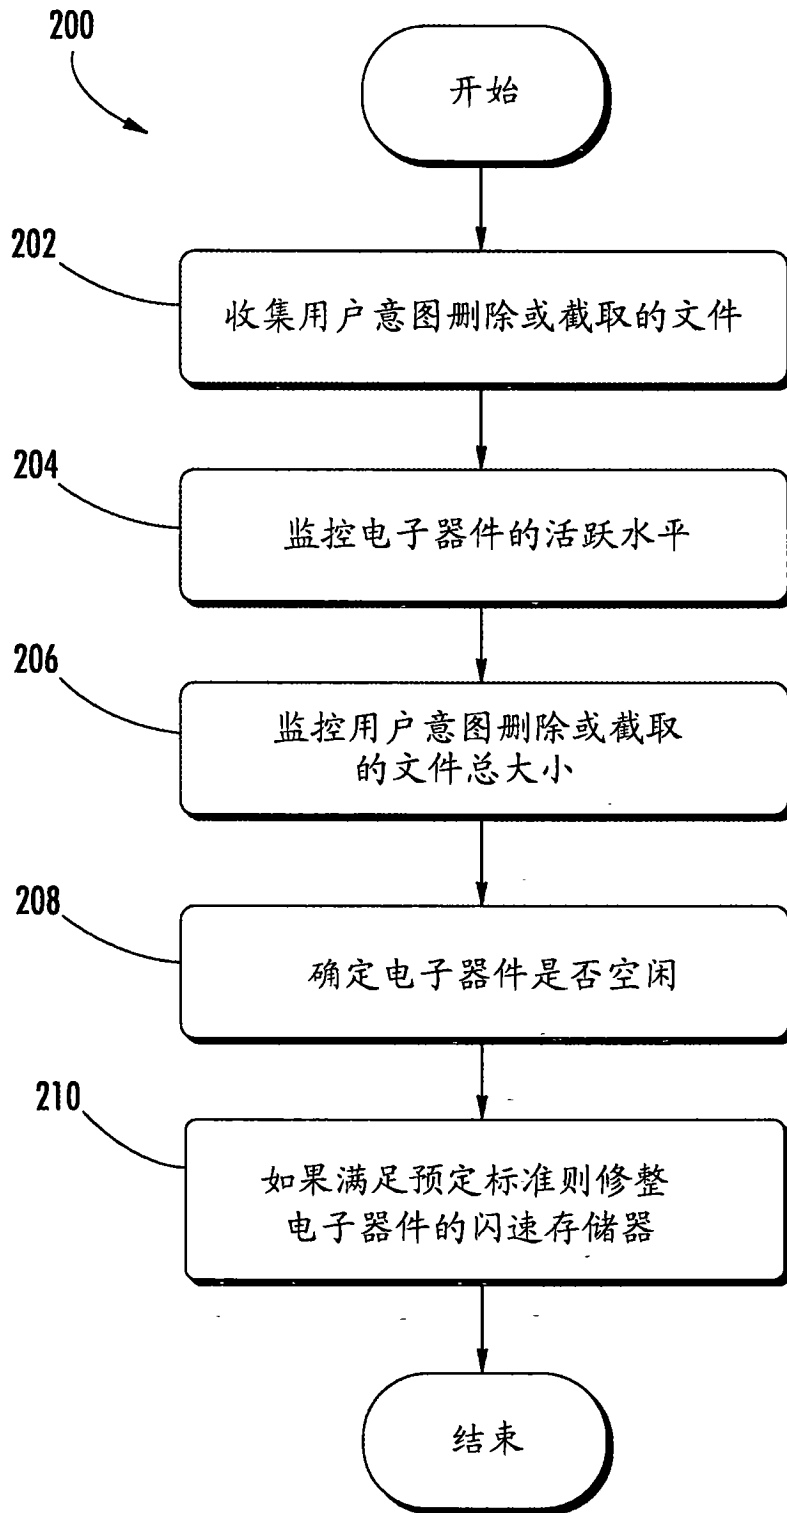 200
开始
202
收集用户意图删除或截取的文件
204
监控电子器件的活跃水平
206
监控用户意图删除或截取
的文件总大小
208
确定电子器件是否空闲
210
如果满足预定标准则修整
电子器件的闪速存储器
结束